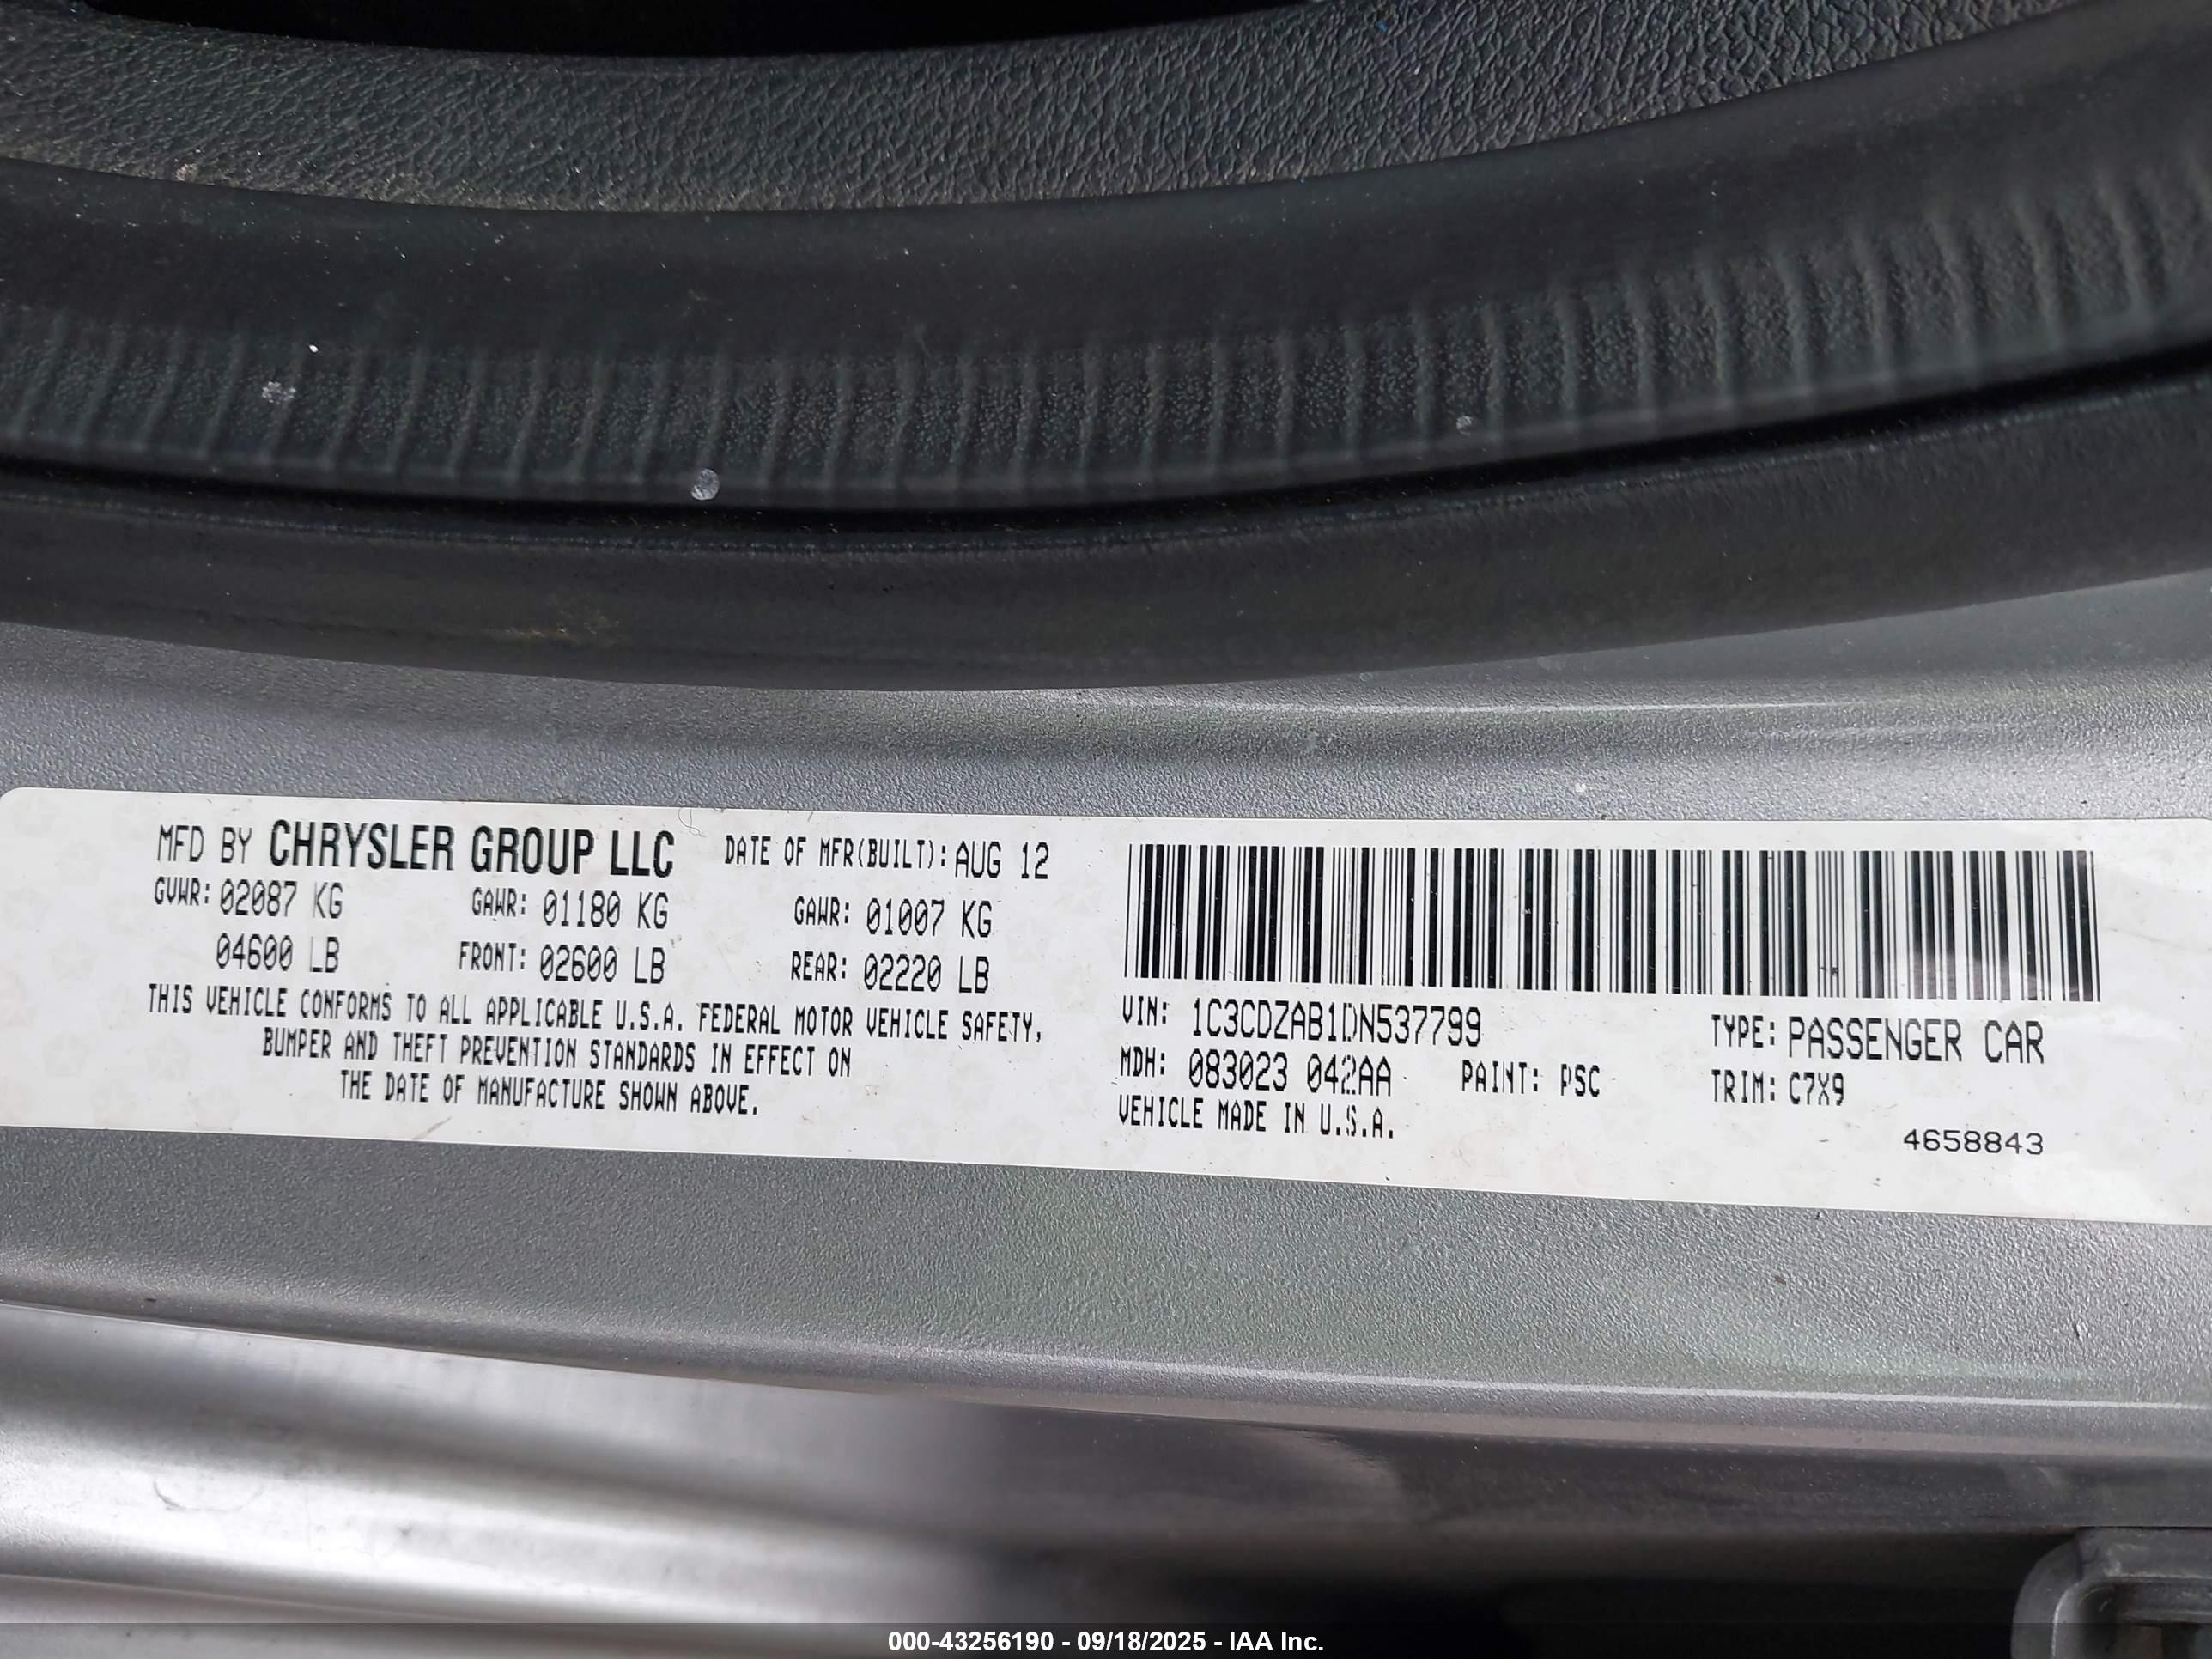 MFD BY CHRYSLER GROUP LLC DATE OF MFR(BUILT): AUG 12
GVWR: 02087 KG GAWR: 01180 KG GAWR: 01007 KG
04600 LB FRONT: 02600 LB REAR: 02220 LB
THIS VEHICLE CONFORMS TO ALL APPLICABLE U.S.A. FEDERAL MOTOR VEHICLE SAFETY,
BUMPER AND THEFT PREVENTION STANDARDS IN EFFECT ON
THE DATE OF MANUFACTURE SHOWN ABOVE.
VIN: 1C3CDZAB1DN537799 TYPE: PASSENGER CAR
MDH: 083023 042AA PAINT: PSC TRIM: C7X9
VEHICLE MADE IN U.S.A.
4658843
000-43256190 - 09/18/2025 - IAA Inc.